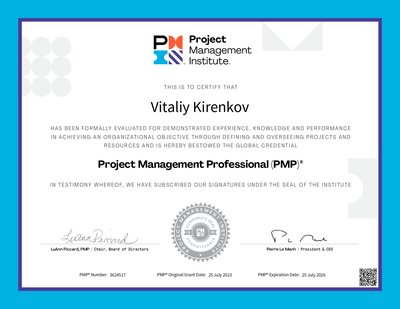 Project
Management
Institute.
THIS IS TO CERTIFY THAT
Vitaliy Kirenkov
HAS BEEN FORMALLY EVALUATED FOR DEMONSTRATED EXPERIENCE, KNOWLEDGE AND PERFORMANCE
IN ACHIEVING AN ORGANIZATIONAL OBJECTIVE THROUGH DEFINING AND OVERSEEING PROJECTS AND
RESOURCES AND IS HEREBY BESTOWED THE GLOBAL CREDENTIAL
Project Management Professional (PMP)®
IN TESTIMONY WHEREOF, WE HAVE SUBSCRIBED OUR SIGNATURES UNDER THE SEAL OF THE INSTITUTE
LuAnn Piccard, PMP | Chair, Board of Directors
Pierre Le Manh | President & CEO
PMP® Number: 3624517
PMP® Original Grant Date: 25 July 2023
PMP® Expiration Date: 25 July 2026